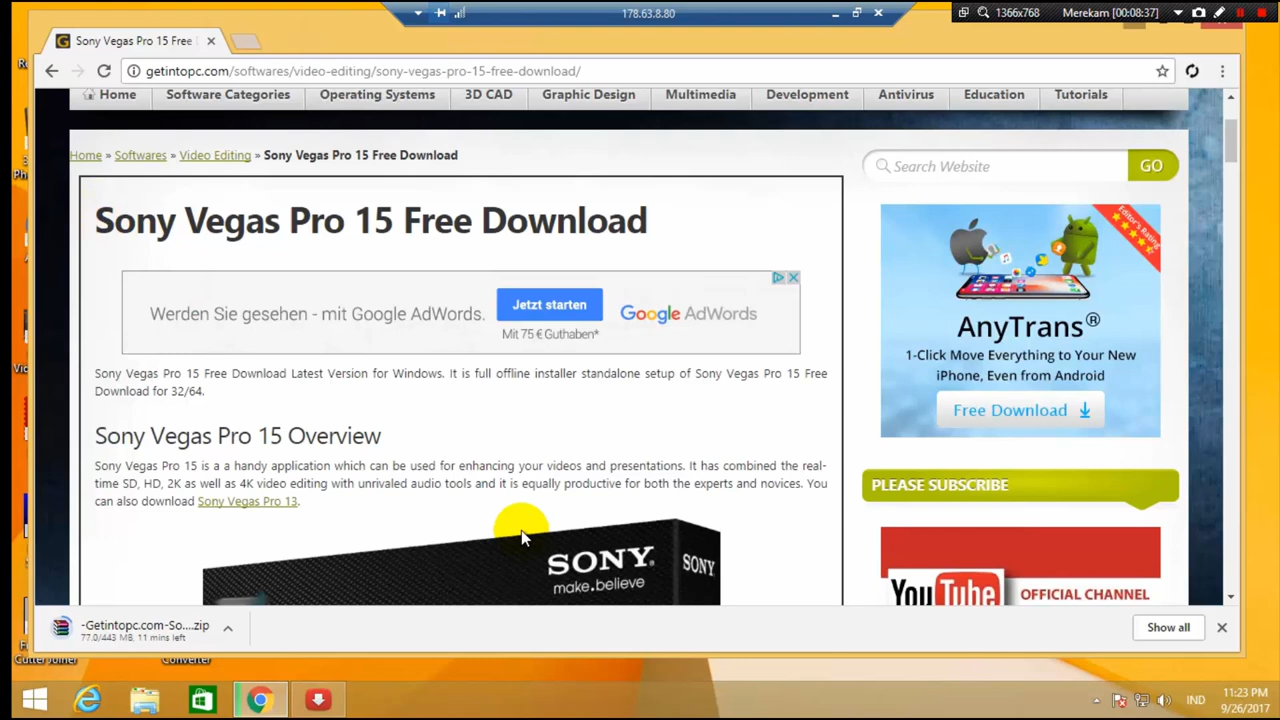 178.63.8.80
1366x768
Merekam [00:08:37]
Sony Vegas Pro 15 Free
getintopc.com/softwares/video-editing/sony-vegas-pro-15-free-download/
Home
Software Categories
Operating Systems
3D CAD
Graphic Design
Multimedia
Development
Antivirus
Education
Tutorials
Home » Softwares » Video Editing » Sony Vegas Pro 15 Free Download
Search Website
GO
Sony Vegas Pro 15 Free Download
Werden Sie gesehen - mit Google AdWords.
Jetzt starten
Mit 75 € Guthaben*
Google AdWords
Sony Vegas Pro 15 Free Download Latest Version for Windows. It is full offline installer standalone setup of Sony Vegas Pro 15 Free
Download for 32/64.
Sony Vegas Pro 15 Overview
Sony Vegas Pro 15 is a a handy application which can be used for enhancing your videos and presentations. It has combined the real-
time SD, HD, 2K as well as 4K video editing with unrivaled audio tools and it is equally productive for both the experts and novices. You
can also download Sony Vegas Pro 13.
SONY
make.believe
SONY
Editor's Rating
AnyTrans®
1-Click Move Everything to Your New
iPhone, Even from Android
Free Download
PLEASE SUBSCRIBE
YouTube
OFFICIAL CHANNEL
-Getintopc.com-So....zip
77.0/443 MB, 11 mins left
Show all
Converter
IND
11:23 PM
9/26/2017